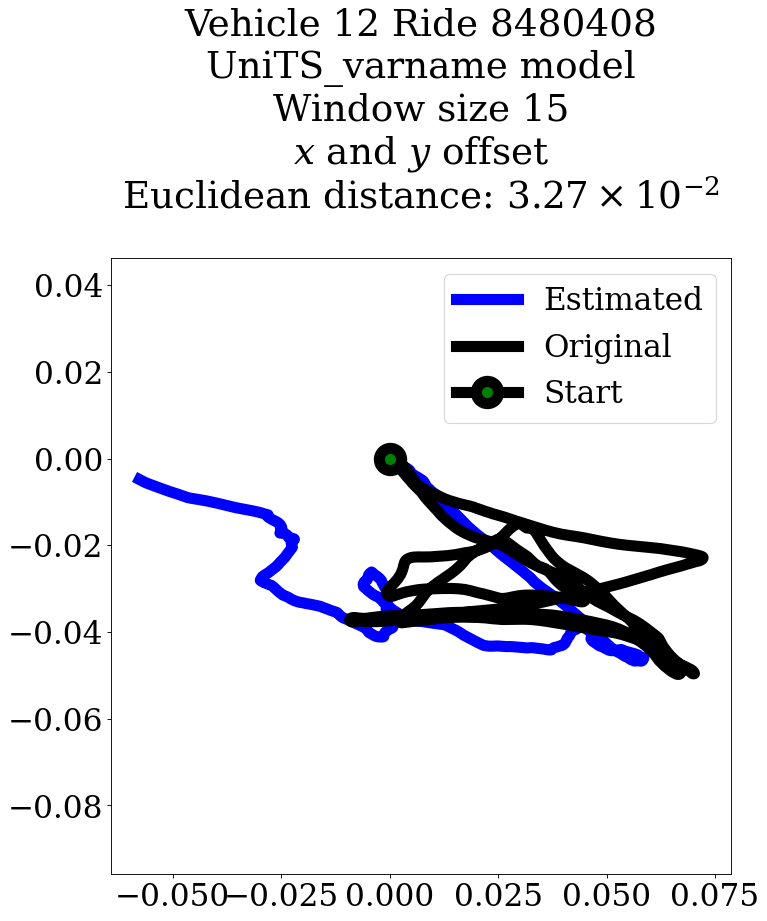 Vehicle 12 Ride 8480408
UniTS_varname model
Window size 15
x and y offset
Euclidean distance: 3.27 × 10⁻²
Estimated
Original
Start
0.04
0.02
0.00
−0.02
−0.04
−0.06
−0.08
−0.050 −0.025 0.000 0.025 0.050 0.075